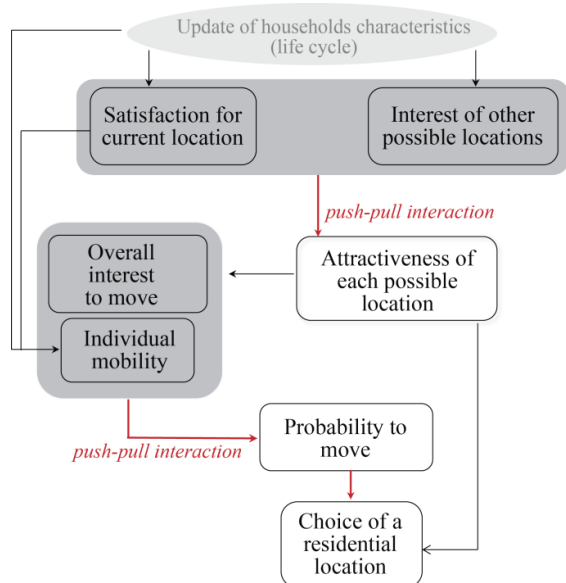 Update of households characteristics
(life cycle)
Satisfaction for
current location
Interest of other
possible locations
push-pull interaction
Attractiveness of
each possible
location
Overall
interest
to move
Individual
mobility
push-pull interaction
Probability to
move
Choice of a
residential
location